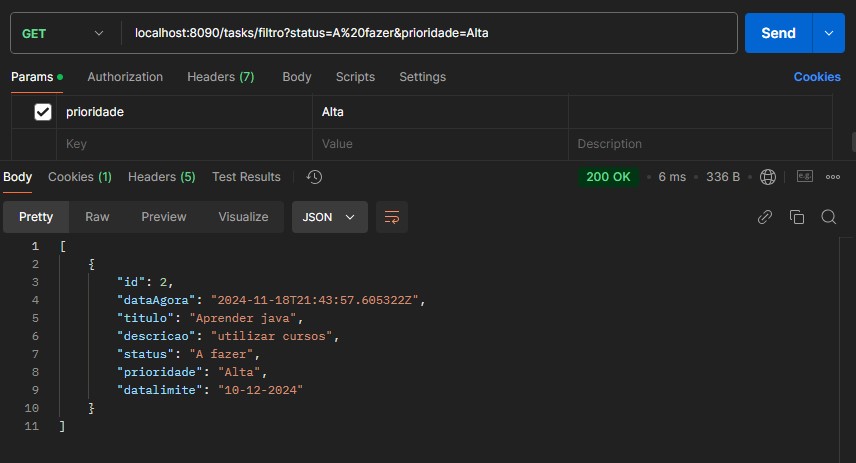 GET localhost:8090/tasks/filtro?status=A%20fazer&prioridade=Alta Send
Params Authorization Headers (7) Body Scripts Settings Cookies
prioridade Alta
Key Value Description
Body Cookies (1) Headers (5) Test Results 200 OK 6 ms 336 B e.g.
Pretty Raw Preview Visualize JSON
1 [
2 {
3 "id": 2,
4 "dataAgora": "2024-11-18T21:43:57.605322Z",
5 "titulo": "Aprender java",
6 "descricao": "utilizar cursos",
7 "status": "A fazer",
8 "prioridade": "Alta",
9 "datalimite": "10-12-2024"
10 }
11 ]